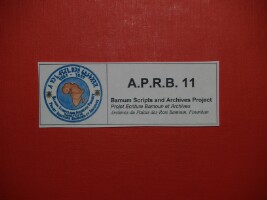 A.P.R.B. 11
Bamum Scripts and Archives Project
Projet Ecriture Bamoun et Archives
Archives du Palais des Rois Bamoun, Foumban